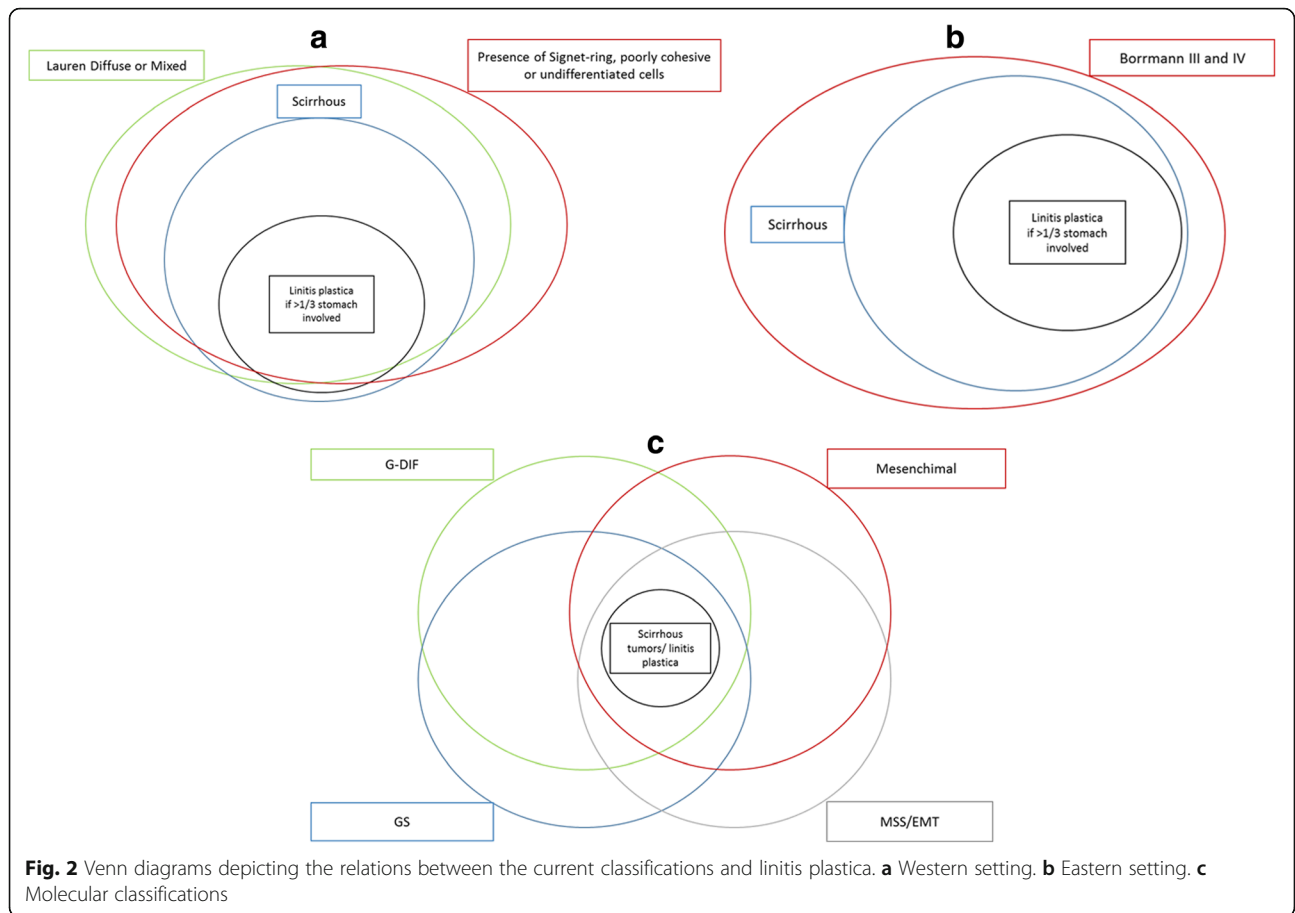 a
Lauren Diffuse or Mixed
Presence of Signet-ring, poorly cohesive
or undifferentiated cells
Scirrhous
Linitis plastica
if >1/3 stomach
involved
b
Borrmann III and IV
Scirrhous
Linitis plastica
if >1/3 stomach
involved
c
G-DIF
Mesenchimal
Scirrhous
tumors/ linitis
plastica
GS
MSS/EMT
Fig. 2 Venn diagrams depicting the relations between the current classifications and linitis plastica. a Western setting. b Eastern setting. c
Molecular classifications